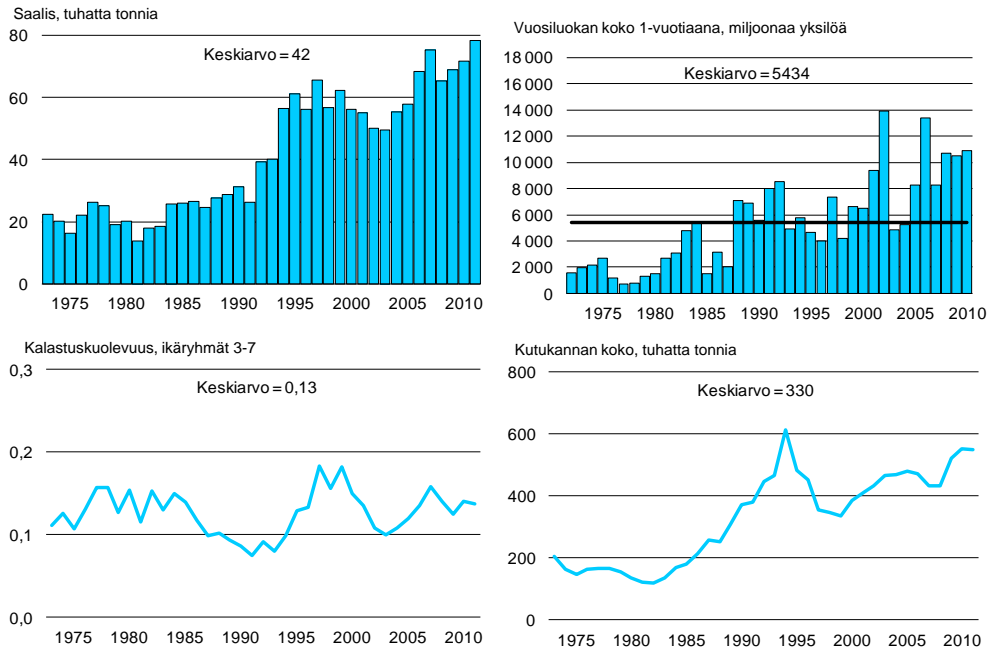 Saalis, tuhatta tonnia
80
60
40
20
0
Keskiarvo = 42
1975 1980 1985 1990 1995 2000 2005 2010
Vuosiluokan koko 1-vuotiaana, miljoonaa yksilöä
18 000
16 000
14 000
12 000
10 000
8 000
6 000
4 000
2 000
0
Keskiarvo = 5434
1975 1980 1985 1990 1995 2000 2005 2010
Kalastuskuolevuus, ikäryhmät 3-7
0,3
0,2
0,1
0,0
Keskiarvo = 0,13
1975 1980 1985 1990 1995 2000 2005 2010
Kutukannan koko, tuhatta tonnia
800
600
400
200
0
Keskiarvo = 330
1975 1980 1985 1990 1995 2000 2005 2010